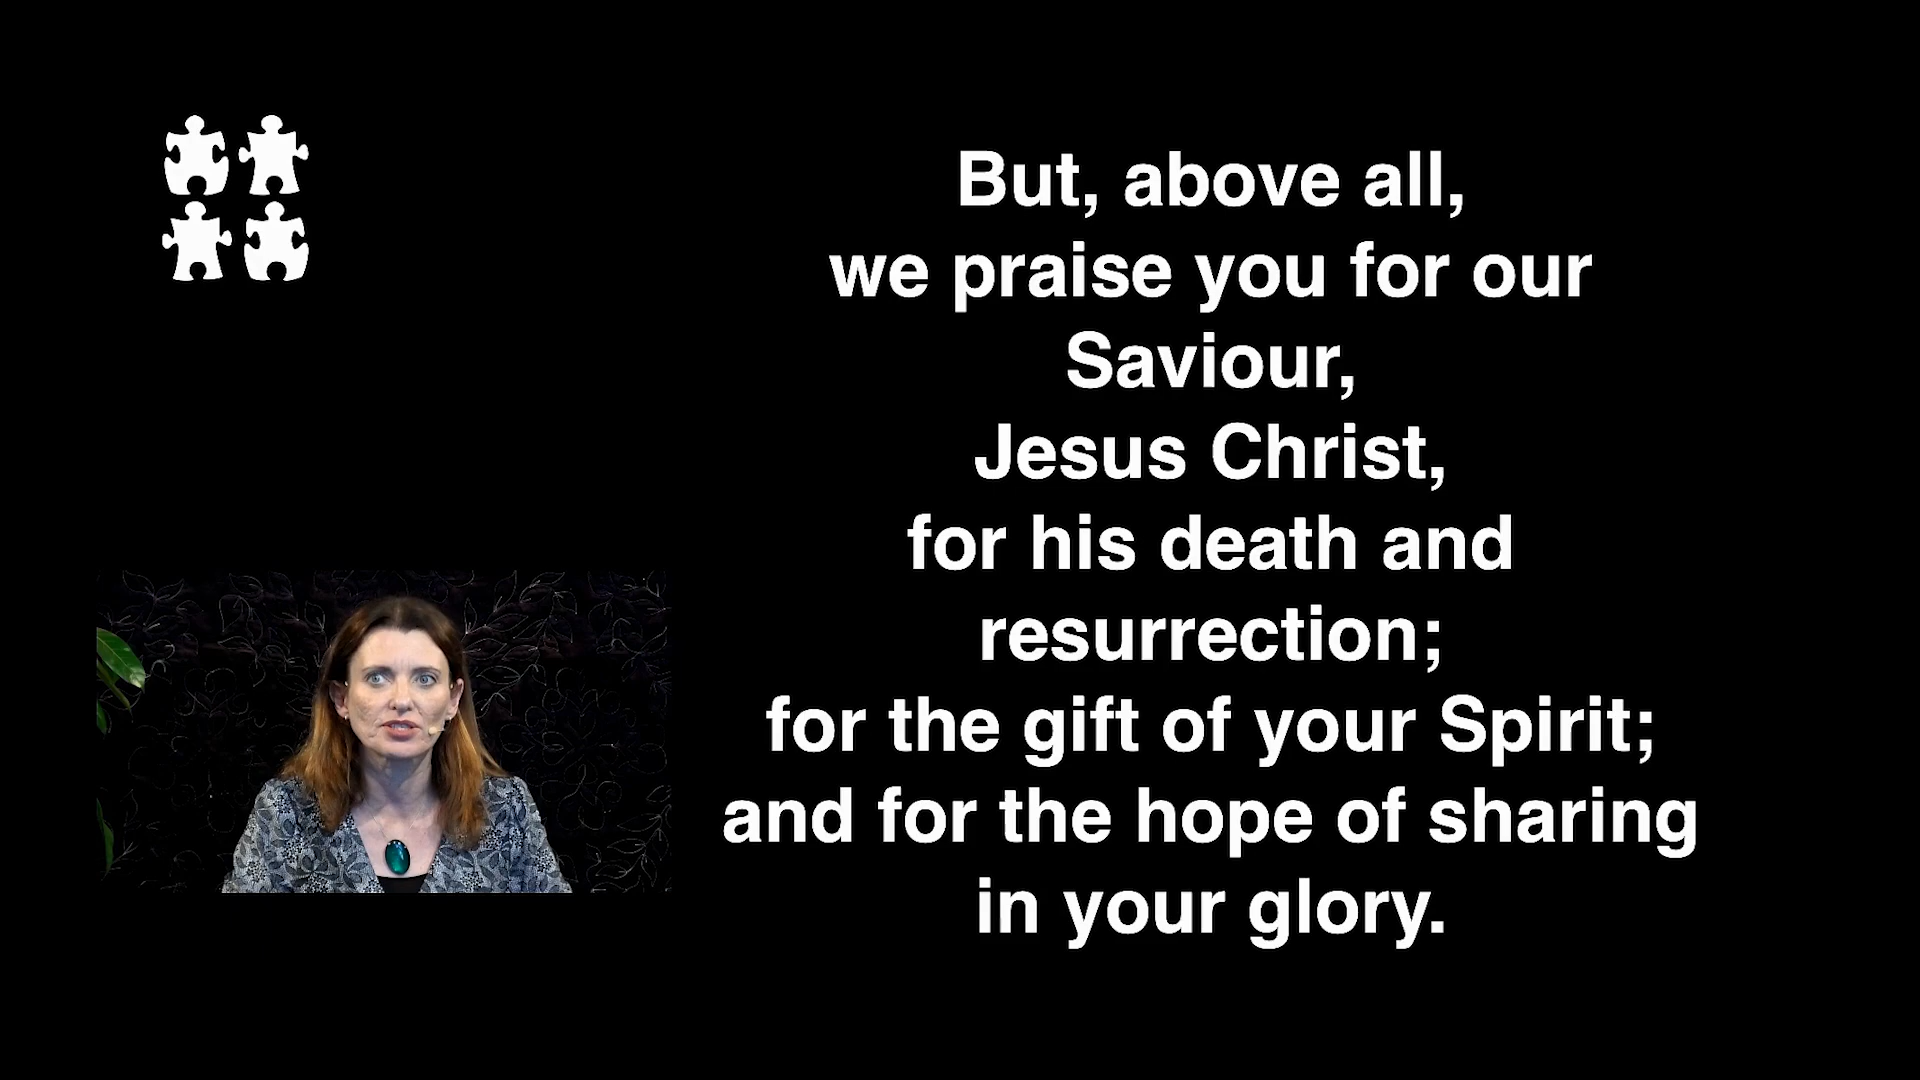 But, above all,
we praise you for our
Saviour,
Jesus Christ,
for his death and
resurrection;
for the gift of your Spirit;
and for the hope of sharing
in your glory.